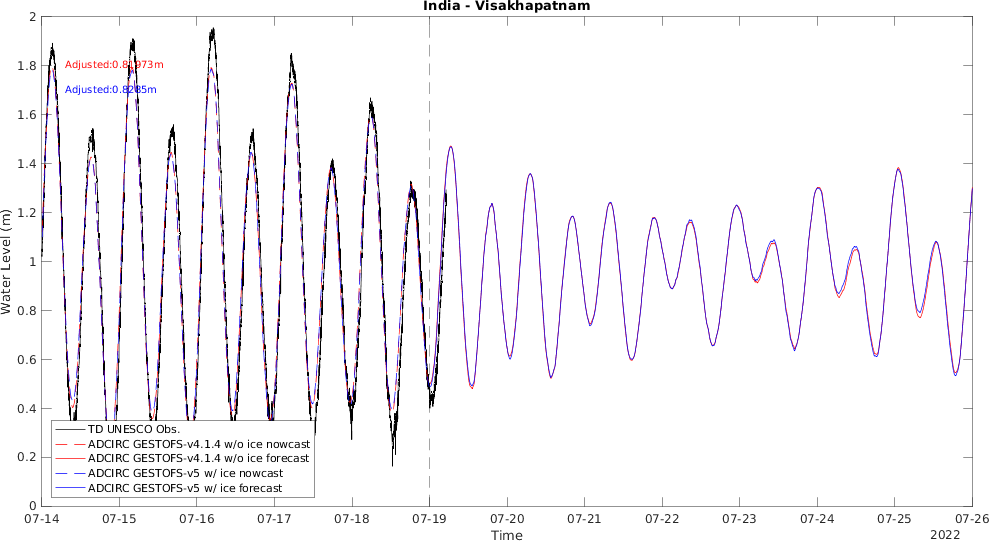 India - Visakhapatnam
Adjusted:0.81973m
Adjusted:0.8285m
Water Level (m)
2
1.8
1.6
1.4
1.2
1
0.8
0.6
0.4
0.2
0
TD UNESCO Obs.
ADCIRC GESTOFS-v4.1.4 w/o ice nowcast
ADCIRC GESTOFS-v4.1.4 w/o ice forecast
ADCIRC GESTOFS-v5 w/ ice nowcast
ADCIRC GESTOFS-v5 w/ ice forecast
07-14 07-15 07-16 07-17 07-18 07-19 07-20 07-21 07-22 07-23 07-24 07-25 07-26
Time
2022